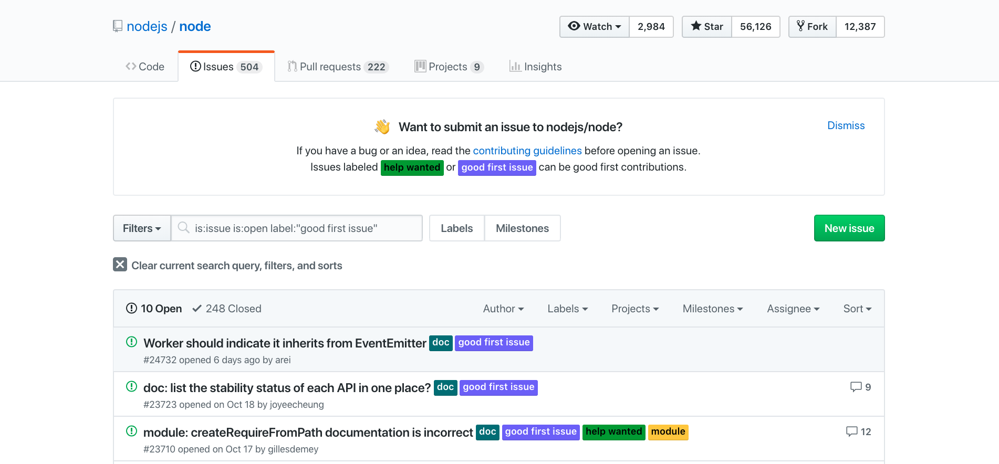 nodejs / node
Watch 2,984 Star 56,126 Fork 12,387
Code Issues 504 Pull requests 222 Projects 9 Insights
Want to submit an issue to nodejs/node?
Dismiss
If you have a bug or an idea, read the contributing guidelines before opening an issue.
Issues labeled help wanted or good first issue can be good first contributions.
Filters is:issue is:open label:"good first issue" Labels Milestones New issue
Clear current search query, filters, and sorts
10 Open 248 Closed Author Labels Projects Milestones Assignee Sort
Worker should indicate it inherits from EventEmitter doc good first issue
#24732 opened 6 days ago by arei
doc: list the stability status of each API in one place? doc good first issue 9
#23723 opened on Oct 18 by joyeecheung
module: createRequireFromPath documentation is incorrect doc good first issue help wanted module 12
#23710 opened on Oct 17 by gillesdemey